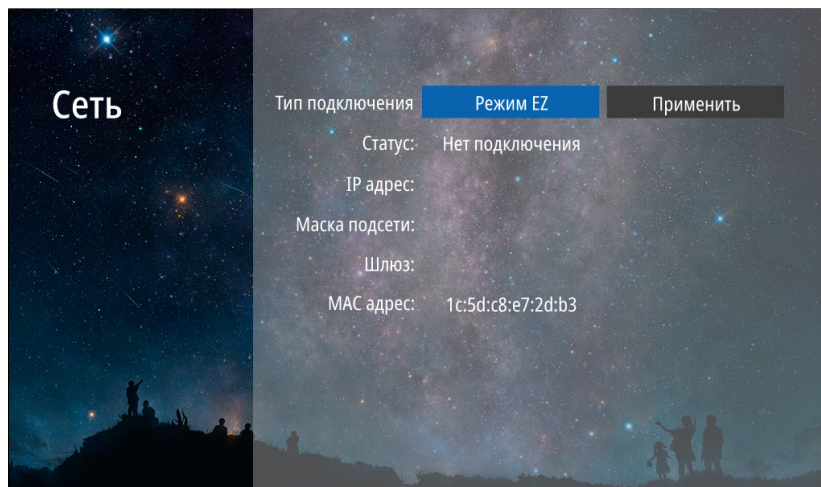 Сеть
Тип подключения Режим EZ Применить
Статус: Нет подключения
IP адрес:
Маска подсети:
Шлюз:
MAC адрес: 1c:5d:c8:e7:2d:b3